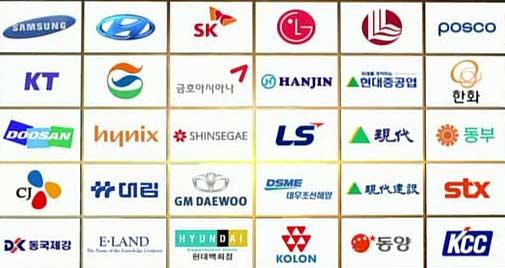 SAMSUNG
SK
LG
posco
KT
금호아시아나
HANJIN
현대중공업
한화
DOOSAN
hynix
SHINSEGAE
LS
現代
동부
CJ
대림
GM DAEWOO
DSME
대우조선해양
現代建設
STX
DK 동국제강
E·LAND
HYUNDAI
현대백화점
KOLON
동양
KCC